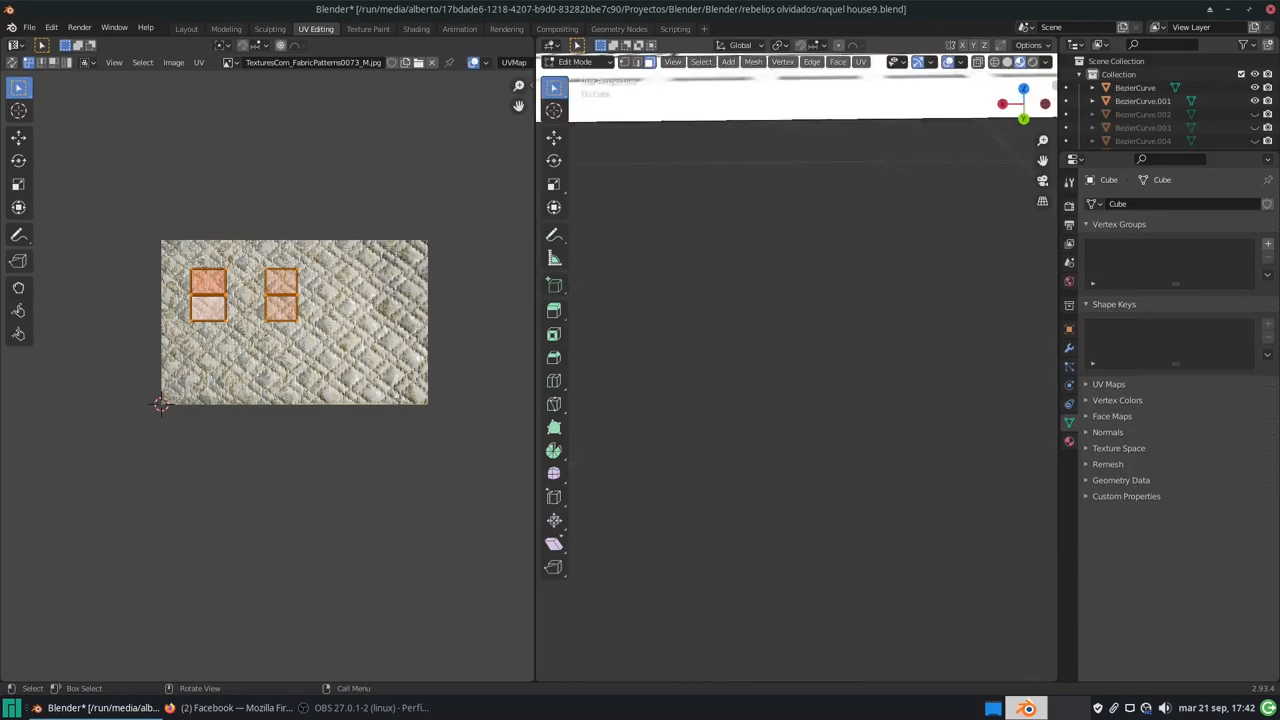 Blender* [/run/media/alberto/17bdade6-1218-4207-b9d0-83282bbe7c90/Proyectos/Blender/Blender/rebelios olvidados/raquel house9.blend]
File Edit Render Window Help Layout Modeling Sculpting UV Editing Texture Paint Shading Animation Rendering Compositing Geometry Nodes Scripting + Scene View Layer
Global X Y Z Options
View Select Image UV TexturesCom_FabricPatterns0073_M.jpg UVMap Edit Mode View Select Add Mesh Vertex Edge Face UV
Scene Collection
Collection
BezierCurve
BezierCurve.001
BezierCurve.002
BezierCurve.003
BezierCurve.004
Cube Cube
Cube
Vertex Groups
Shape Keys
UV Maps
Vertex Colors
Face Maps
Normals
Texture Space
Remesh
Geometry Data
Custom Properties
Z
X
Y
Select Box Select Rotate View Call Menu 2.93.4
Blender* [/run/media/alb... (2) Facebook — Mozilla Fir... OBS 27.0.1-2 (linux) - Perfi... mar 21 sep, 17:42